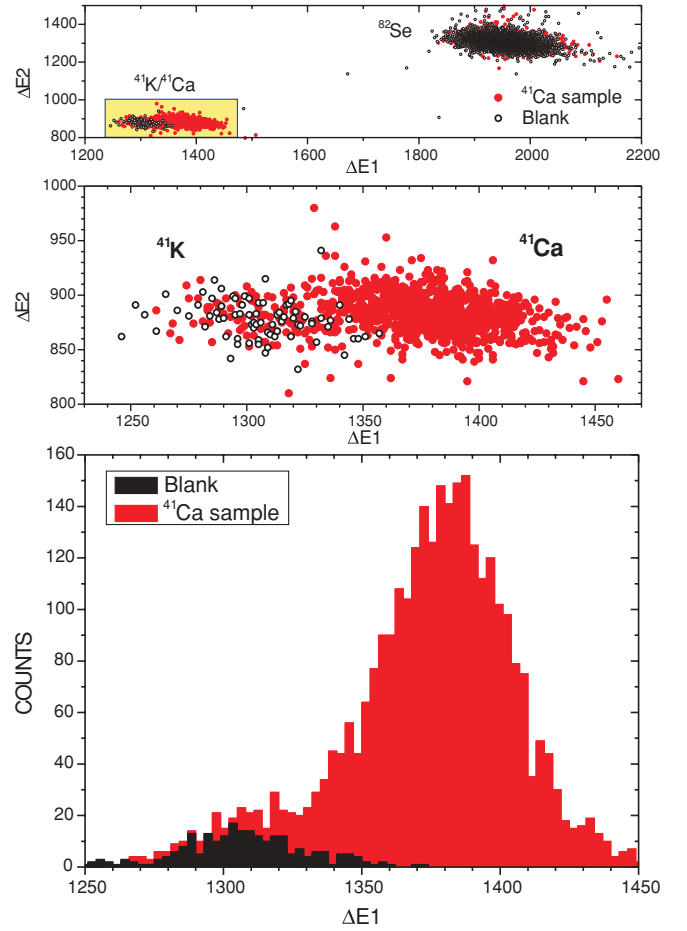 1400
1200
1000
800
ΔE2
⁸²Se
⁴¹K/⁴¹Ca
⁴¹Ca sample
Blank
1200 1400 1600 1800 2000 2200
ΔE1
1000
950
900
850
800
ΔE2
⁴¹K
⁴¹Ca
1250 1300 1350 1400 1450
ΔE1
160
140
120
100
80
60
40
20
0
COUNTS
Blank
⁴¹Ca sample
1250 1300 1350 1400 1450
ΔE1